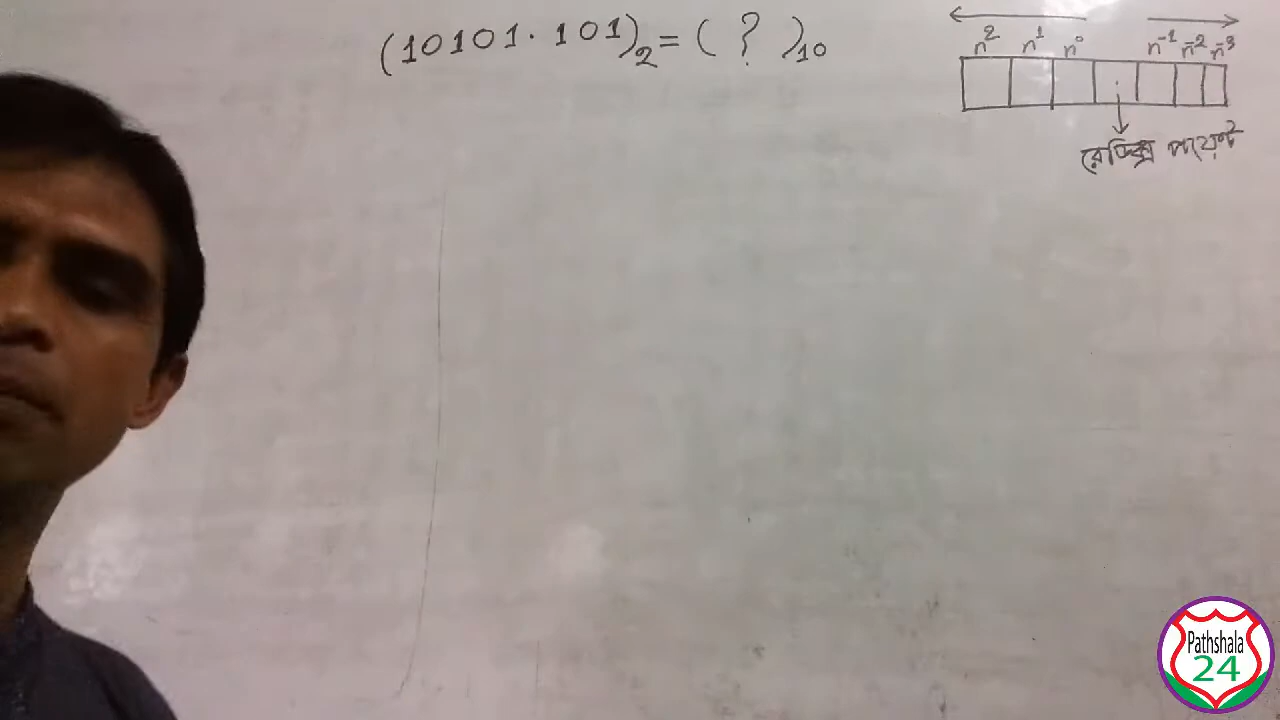 (10101.101)₂ = ( ? )₁₀
n² n¹ n⁰ n⁻¹ n⁻² n⁻³
.
রেডিক্স পয়েন্ট
Pathshala
24